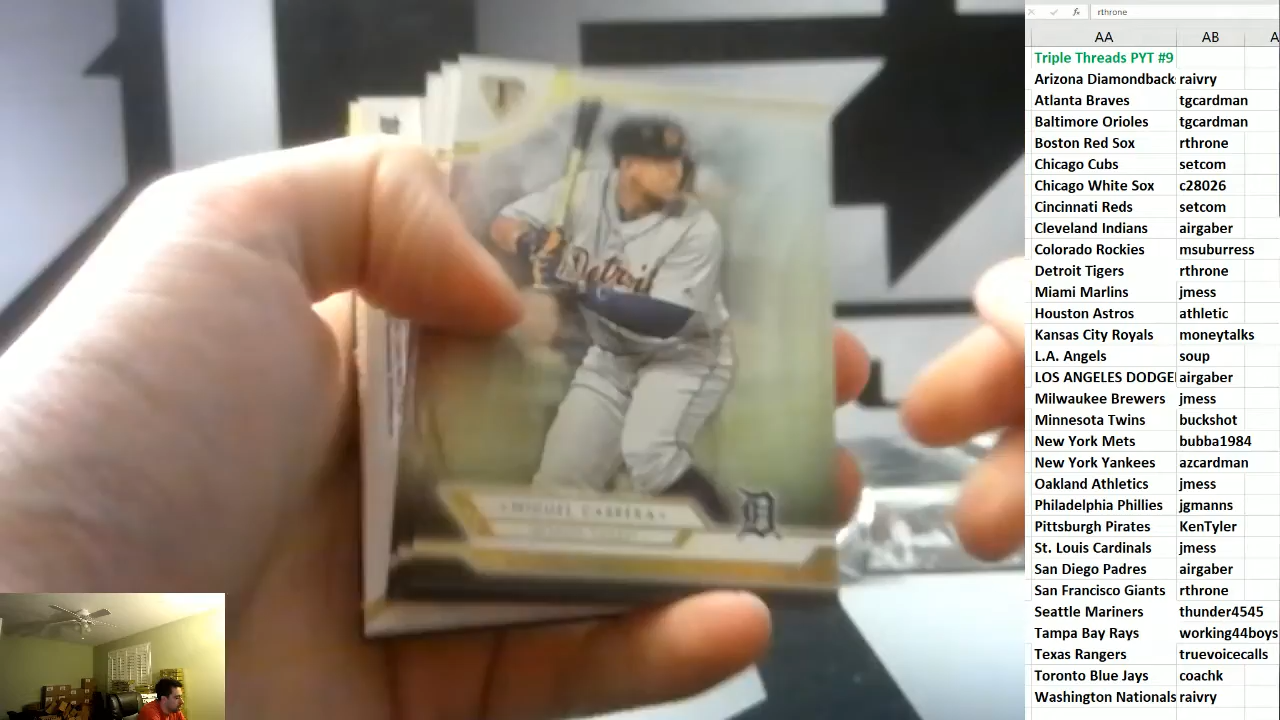 rthrone
AA AB A
Triple Threads PYT #9
Arizona Diamondback raivry
Atlanta Braves tgcardman
Baltimore Orioles tgcardman
Boston Red Sox rthrone
Chicago Cubs setcom
Chicago White Sox c28026
Cincinnati Reds setcom
Cleveland Indians airgaber
Colorado Rockies msuburress
Detroit Tigers rthrone
Miami Marlins jmess
Houston Astros athletic
Kansas City Royals moneytalks
L.A. Angels soup
LOS ANGELES DODGE airgaber
Milwaukee Brewers jmess
Minnesota Twins buckshot
New York Mets bubba1984
New York Yankees azcardman
Oakland Athletics jmess
Philadelphia Phillies jgmanns
Pittsburgh Pirates KenTyler
St. Louis Cardinals jmess
San Diego Padres airgaber
San Francisco Giants rthrone
Seattle Mariners thunder4545
Tampa Bay Rays working44boys
Texas Rangers truevoicecalls
Toronto Blue Jays coachk
Washington Nationals raivry
Detroit
MIGUEL CABRERA
D